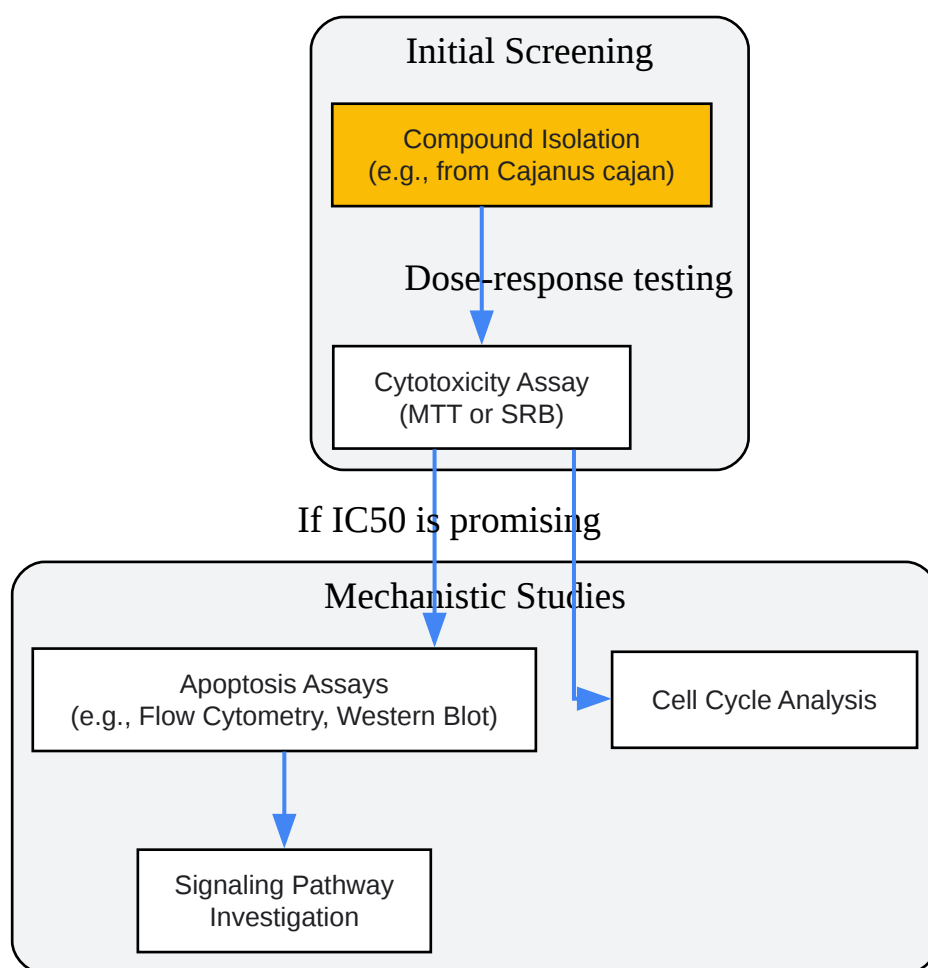 Initial Screening
Compound Isolation
(e.g., from Cajanus cajan)
Dose-response testing
Cytotoxicity Assay
(MTT or SRB)
If IC50 is promising
Mechanistic Studies
Apoptosis Assays
(e.g., Flow Cytometry, Western Blot)
Cell Cycle Analysis
Signaling Pathway
Investigation